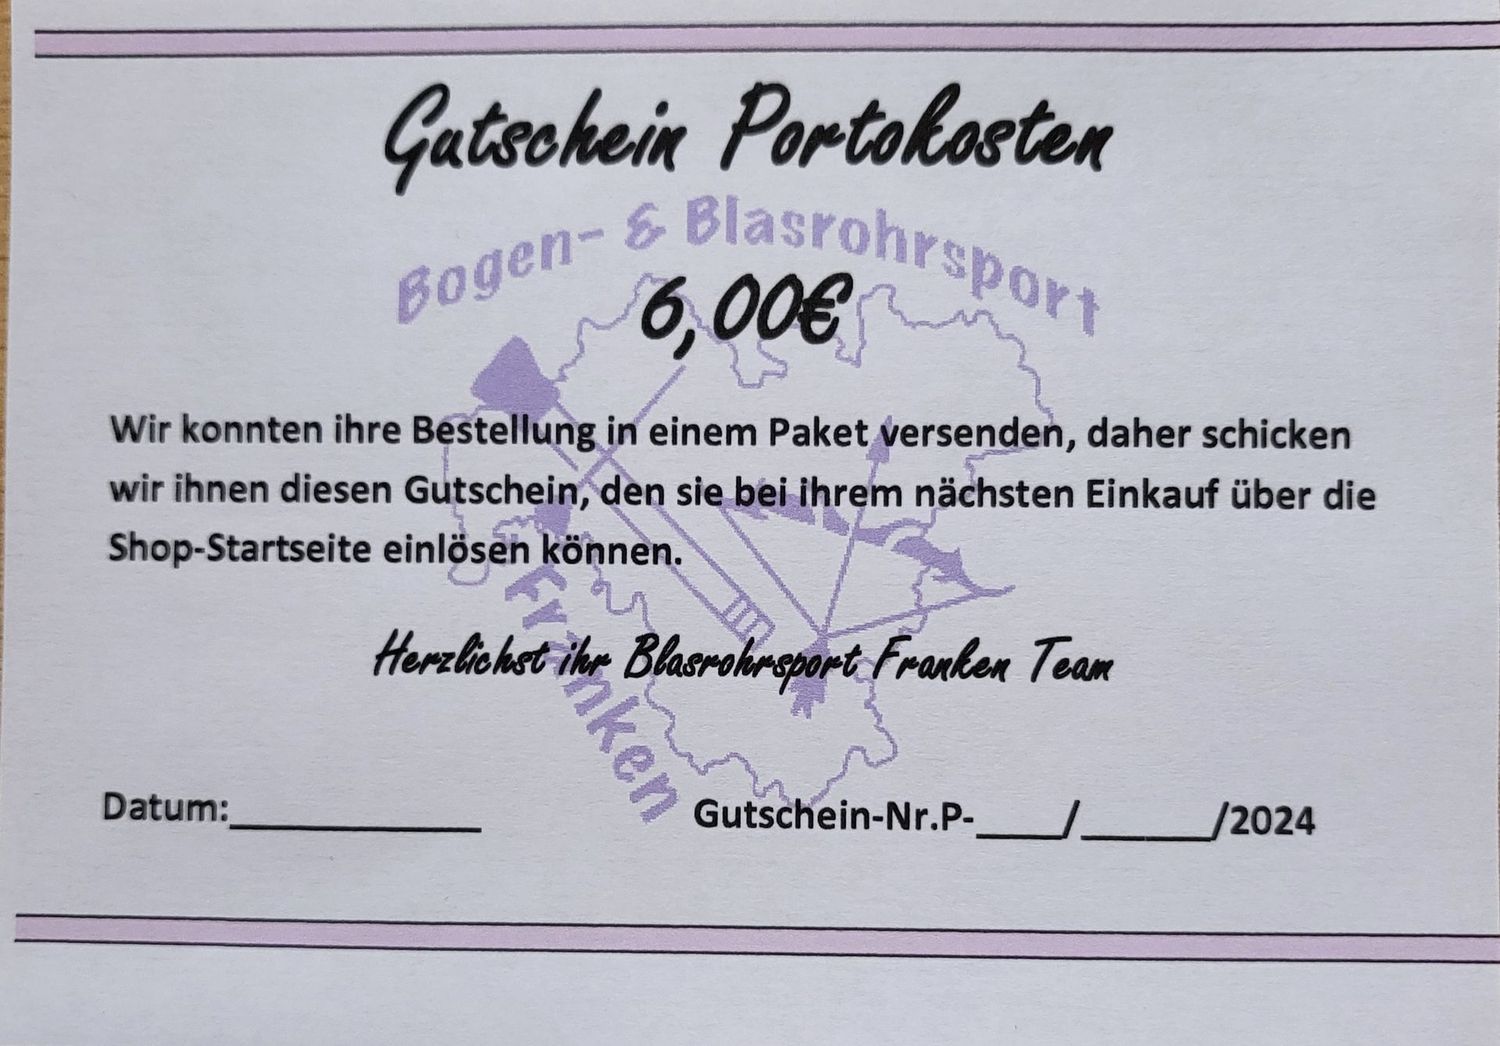 Gutschein Portokosten
Bogen- & Blasrohrsport
6,00€
Wir konnten ihre Bestellung in einem Paket versenden, daher schicken
wir ihnen diesen Gutschein, den sie bei ihrem nächsten Einkauf über die
Shop-Startseite einlösen können.
Franken
Herzlichst ihr Blasrohrsport Franken Team
Datum:____________ Gutschein-Nr.P-____/______/2024